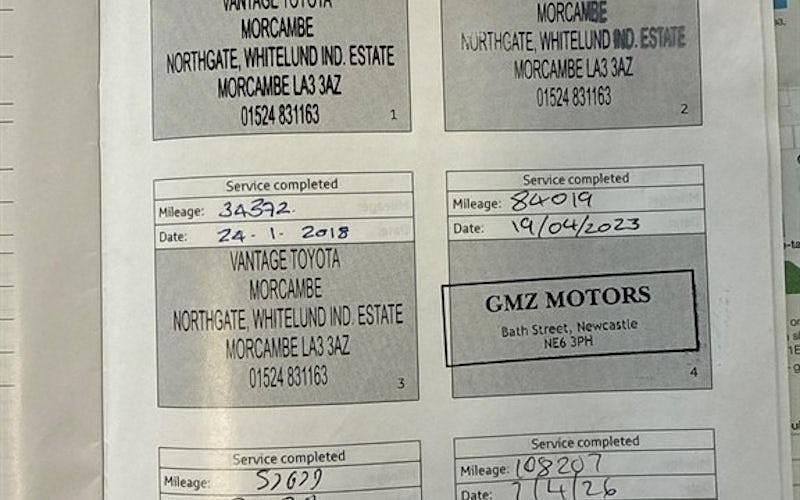 VANTAGE TOYOTA
MORCAMBE
NORTHGATE, WHITELUND IND. ESTATE
MORCAMBE LA3 3AZ
01524 831163
1
MORCAMBE
NORTHGATE, WHITELUND IND. ESTATE
MORCAMBE LA3 3AZ
01524 831163
2
Service completed
Mileage: 34372.
Date: 24-1-2018
VANTAGE TOYOTA
MORCAMBE
NORTHGATE, WHITELUND IND. ESTATE
MORCAMBE LA3 3AZ
01524 831163
3
Service completed
Mileage: 84019
Date: 19/04/2023
GMZ MOTORS
Bath Street, Newcastle
NE6 3PH
4
Service completed
Mileage:
Service completed
Mileage: 108207
Date: 7/4/26